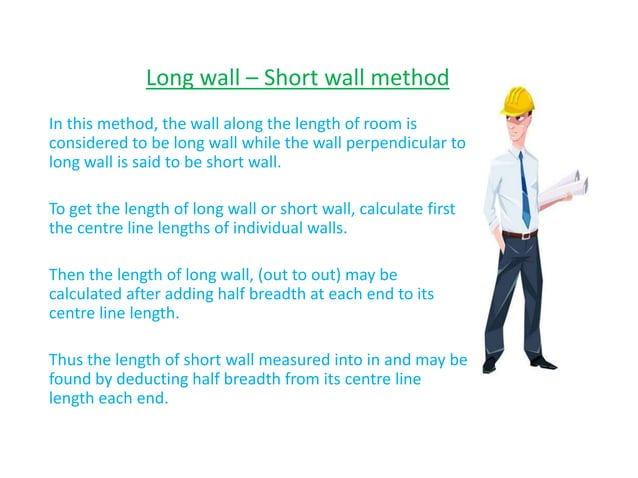 Long wall – Short wall method
In this method, the wall along the length of room is
considered to be long wall while the wall perpendicular to
long wall is said to be short wall.
To get the length of long wall or short wall, calculate first
the centre line lengths of individual walls.
Then the length of long wall, (out to out) may be
calculated after adding half breadth at each end to its
centre line length.
Thus the length of short wall measured into in and may be
found by deducting half breadth from its centre line
length each end.